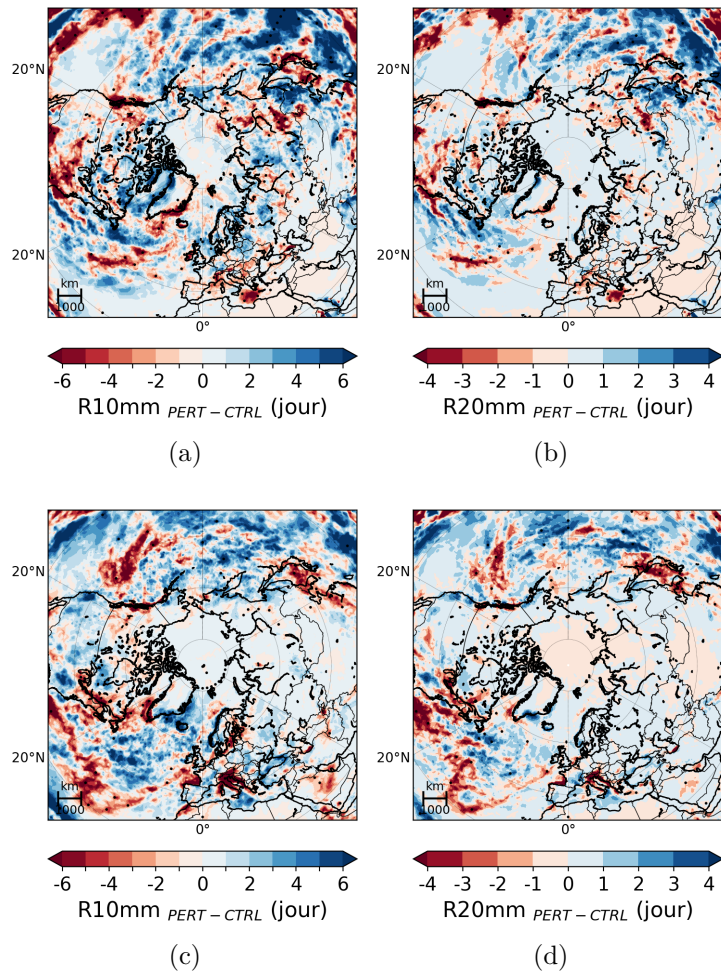 20°N
20°N
20°N
20°N
km
1000
km
1000
0°
0°
-6 -4 -2 0 2 4 6
-4 -3 -2 -1 0 1 2 3 4
R10mm PERT − CTRL (jour)
R20mm PERT − CTRL (jour)
(a)
(b)
20°N
20°N
20°N
20°N
km
1000
km
1000
0°
0°
-6 -4 -2 0 2 4 6
-4 -3 -2 -1 0 1 2 3 4
R10mm PERT − CTRL (jour)
R20mm PERT − CTRL (jour)
(c)
(d)